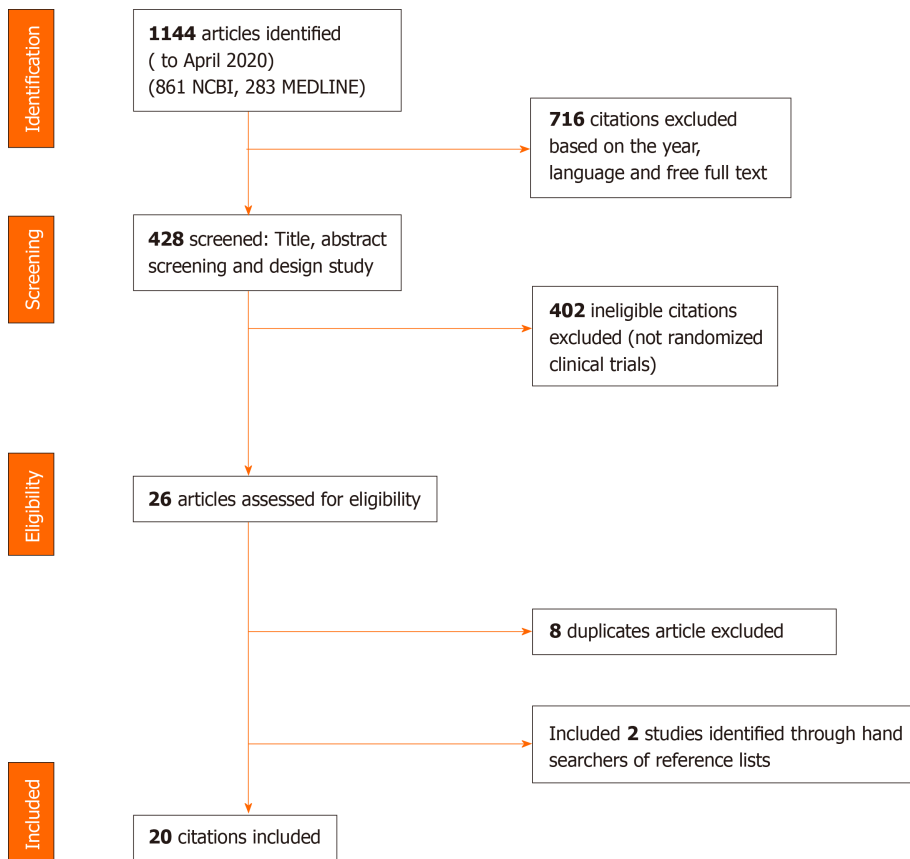 Identification
1144 articles identified
( to April 2020)
(861 NCBI, 283 MEDLINE)
716 citations excluded
based on the year,
language and free full text
Screening
428 screened: Title, abstract
screening and design study
402 ineligible citations
excluded (not randomized
clinical trials)
Eligibility
26 articles assessed for eligibility
8 duplicates article excluded
Included 2 studies identified through hand
searchers of reference lists
Included
20 citations included